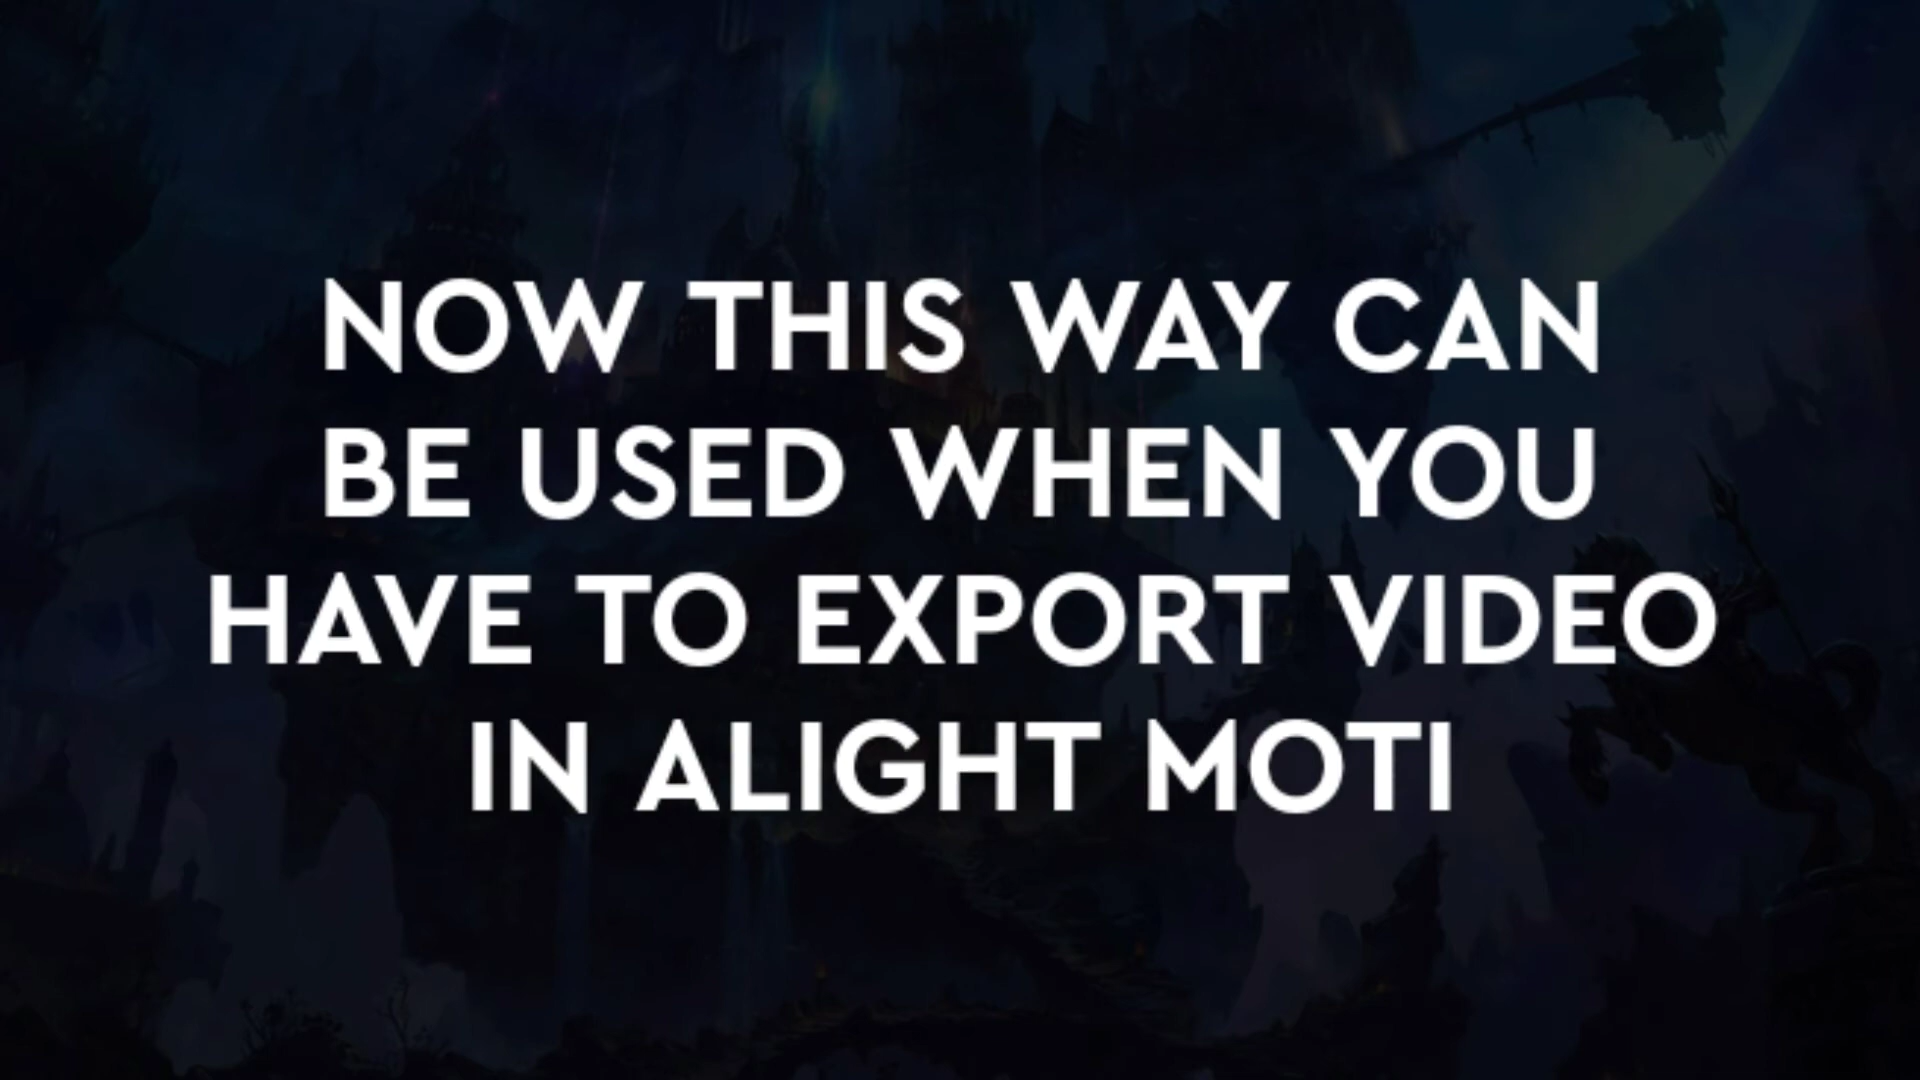 NOW THIS WAY CAN
BE USED WHEN YOU
HAVE TO EXPORT VIDEO
IN ALIGHT MOTI